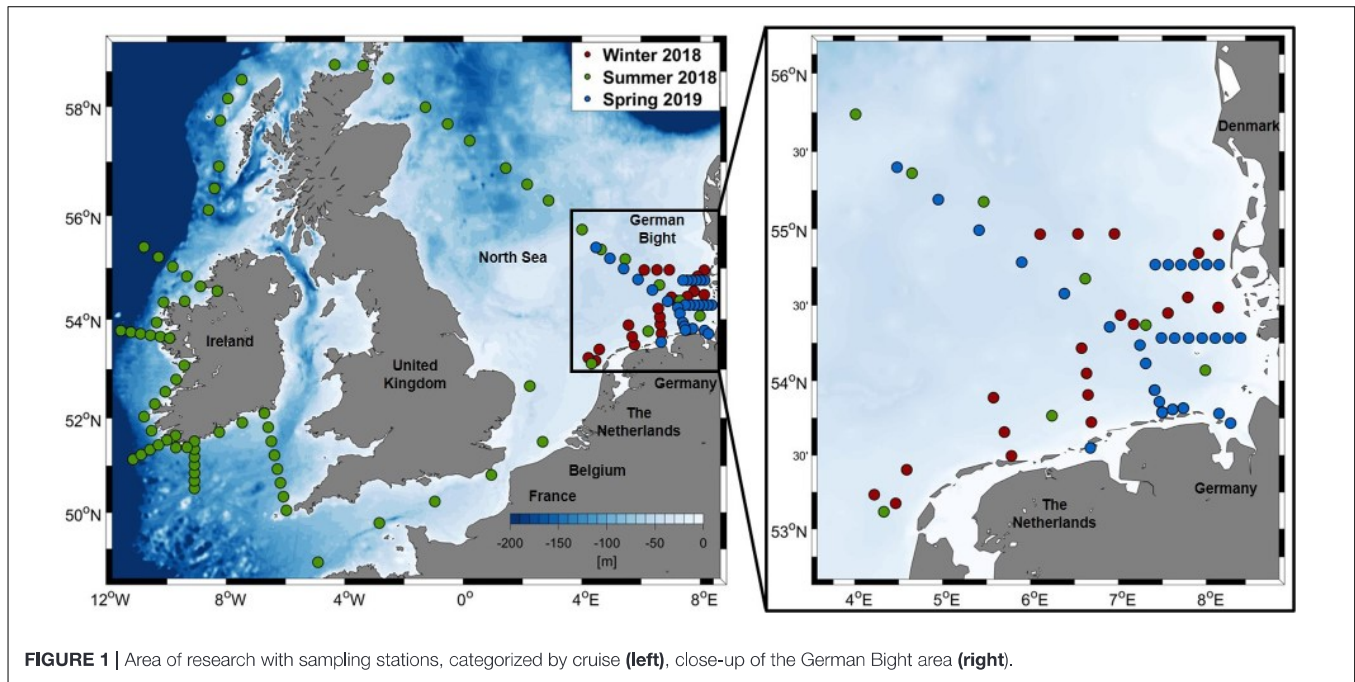 Winter 2018
Summer 2018
Spring 2019
58°N
56°N
54°N
52°N
50°N
12°W
8°W
4°W
0°
4°E
8°E
North Sea
German
Bight
Ireland
United
Kingdom
Germany
The
Netherlands
Belgium
France
-200 -150 -100 -50 0
[m]
56°N
30'
55°N
30'
54°N
30'
53°N
4°E
5°E
6°E
7°E
8°E
Denmark
Germany
The
Netherlands
FIGURE 1 | Area of research with sampling stations, categorized by cruise (left), close-up of the German Bight area (right).